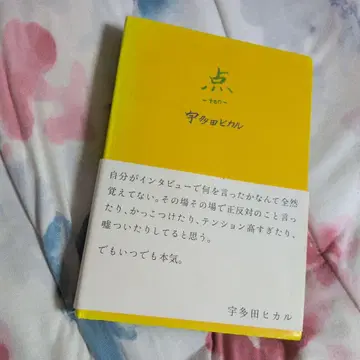 点
―ten―
宇多田ヒカル
自分がインタビューで何を言ったかなんて全然
覚えてない。その場その場で正反対のこと言っ
たり、かっこつけたり、テンション高すぎたり、
嘘ついたりしてると思う。
でもいつでも本気。
宇多田ヒカル